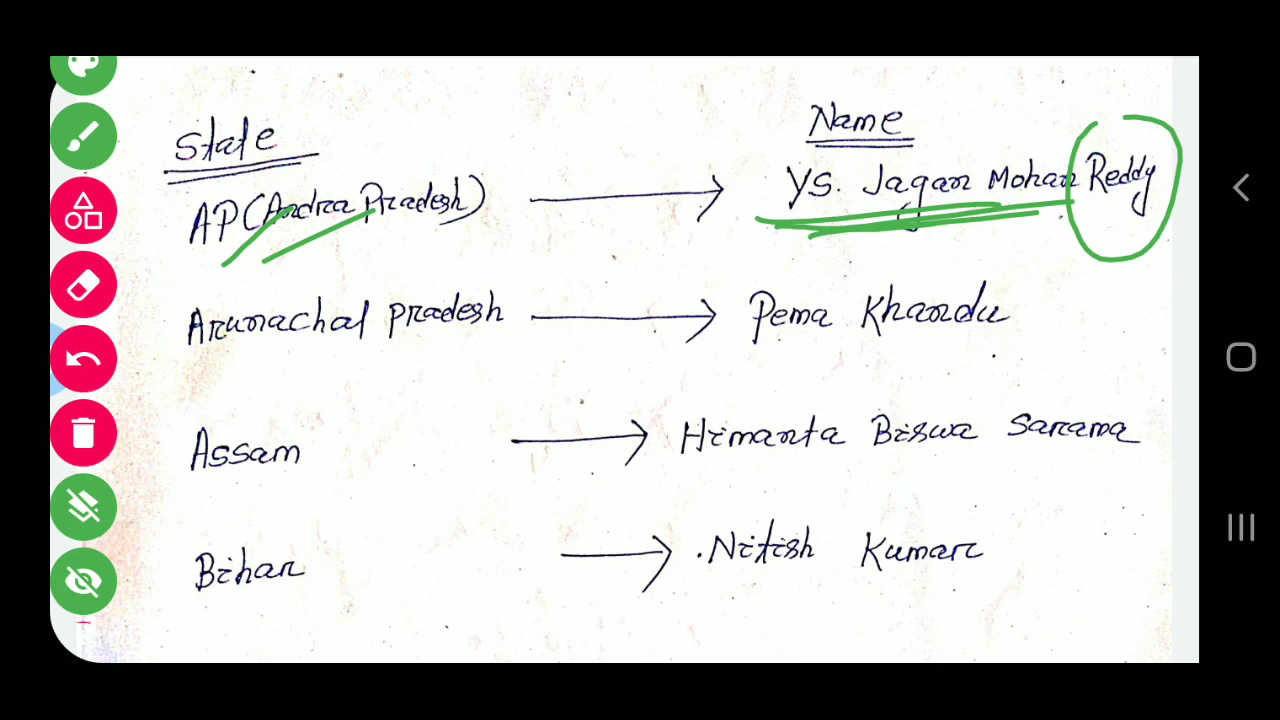 State
Name
AP(Andra Pradesh) → YS. Jagan Mohan Reddy
Arunachal pradesh → Pema Khandu
Assam → Himanta Biswa Sarama
Bihar → Nitish Kumar